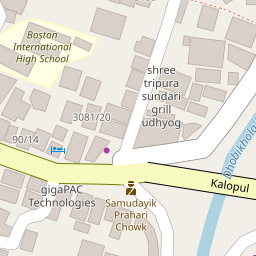 Boston
International
High School
shree
tripura
sundari
grill
udhyog
3081/20
90/14
Dhobikhola
Kalopul
gigaPAC
Technologies
Samudayik
Prahari
Chowk